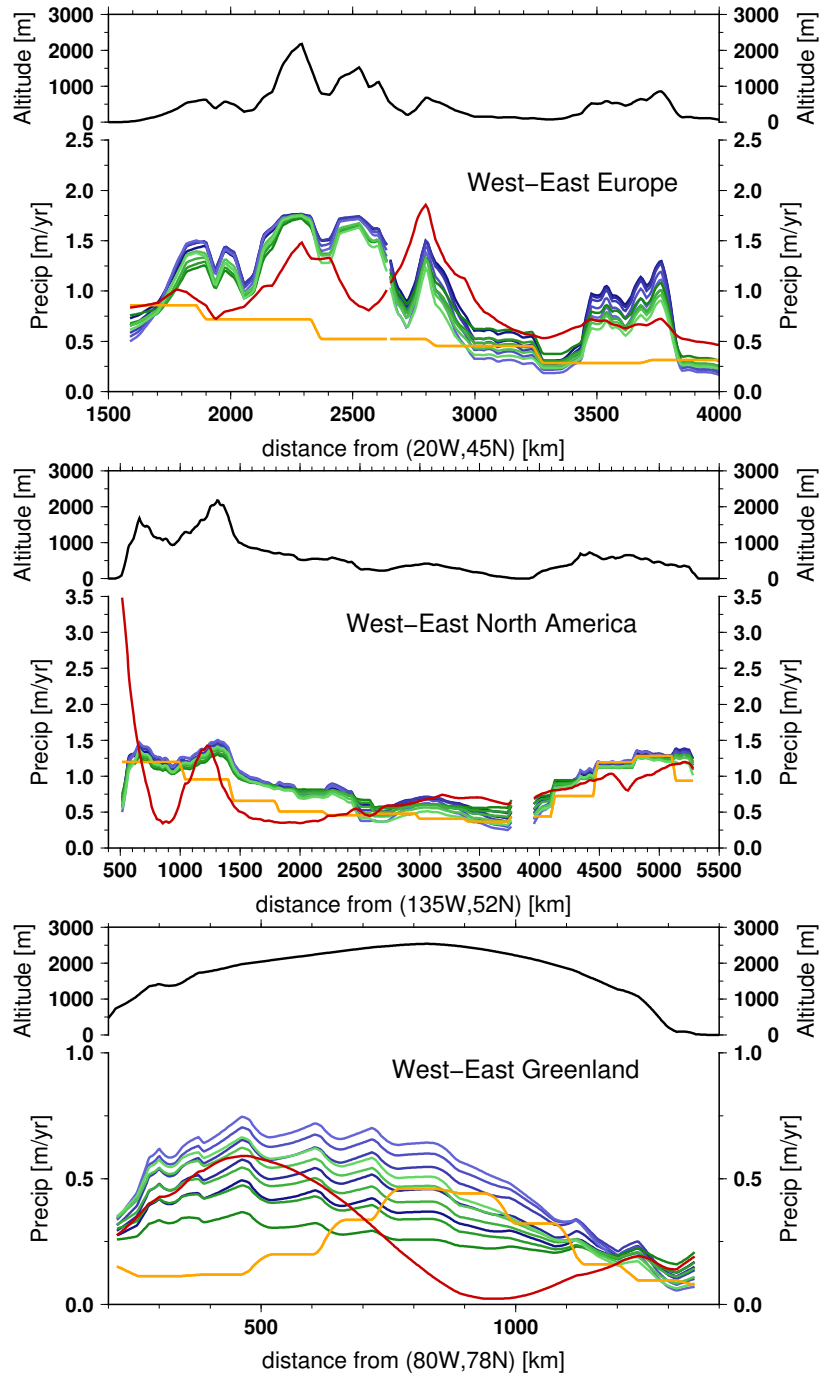 3000 3000
2000 2000
1000 1000
0 0
Altitude [m] Altitude [m]
2.5 2.5
2.0 2.0
1.5 1.5
1.0 1.0
0.5 0.5
0.0 0.0
Precip [m/yr] Precip [m/yr]
West−East Europe
1500 2000 2500 3000 3500 4000
distance from (20W,45N) [km]
3000 3000
2000 2000
1000 1000
0 0
Altitude [m] Altitude [m]
3.5 3.5
3.0 3.0
2.5 2.5
2.0 2.0
1.5 1.5
1.0 1.0
0.5 0.5
0.0 0.0
Precip [m/yr] Precip [m/yr]
West−East North America
500 1000 1500 2000 2500 3000 3500 4000 4500 5000 5500
distance from (135W,52N) [km]
3000 3000
2000 2000
1000 1000
0 0
Altitude [m] Altitude [m]
1.0 1.0
0.5 0.5
0.0 0.0
Precip [m/yr] Precip [m/yr]
West−East Greenland
500 1000
distance from (80W,78N) [km]